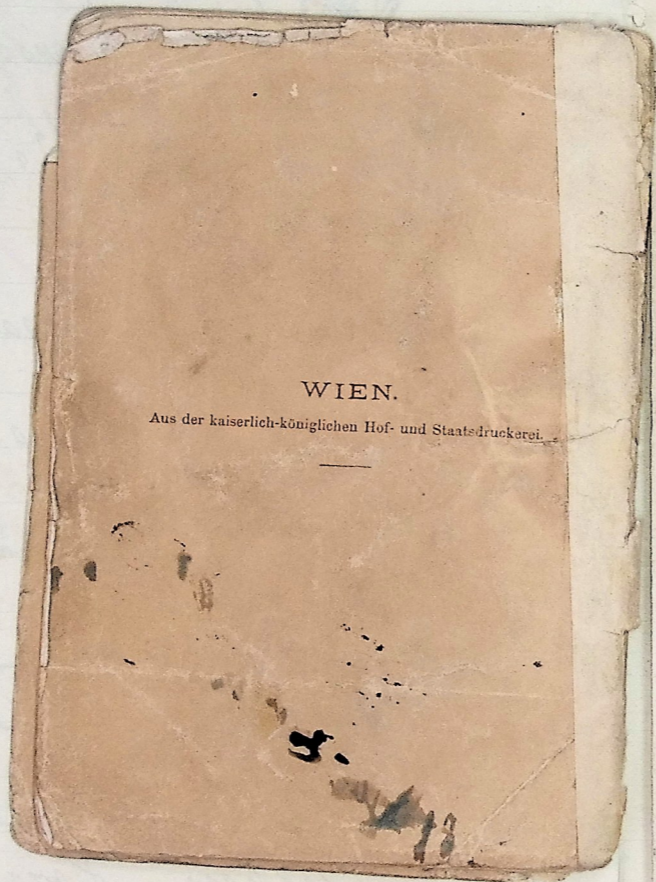 WIEN.
Aus der kaiserlich-königlichen Hof- und Staatsdruckerei.